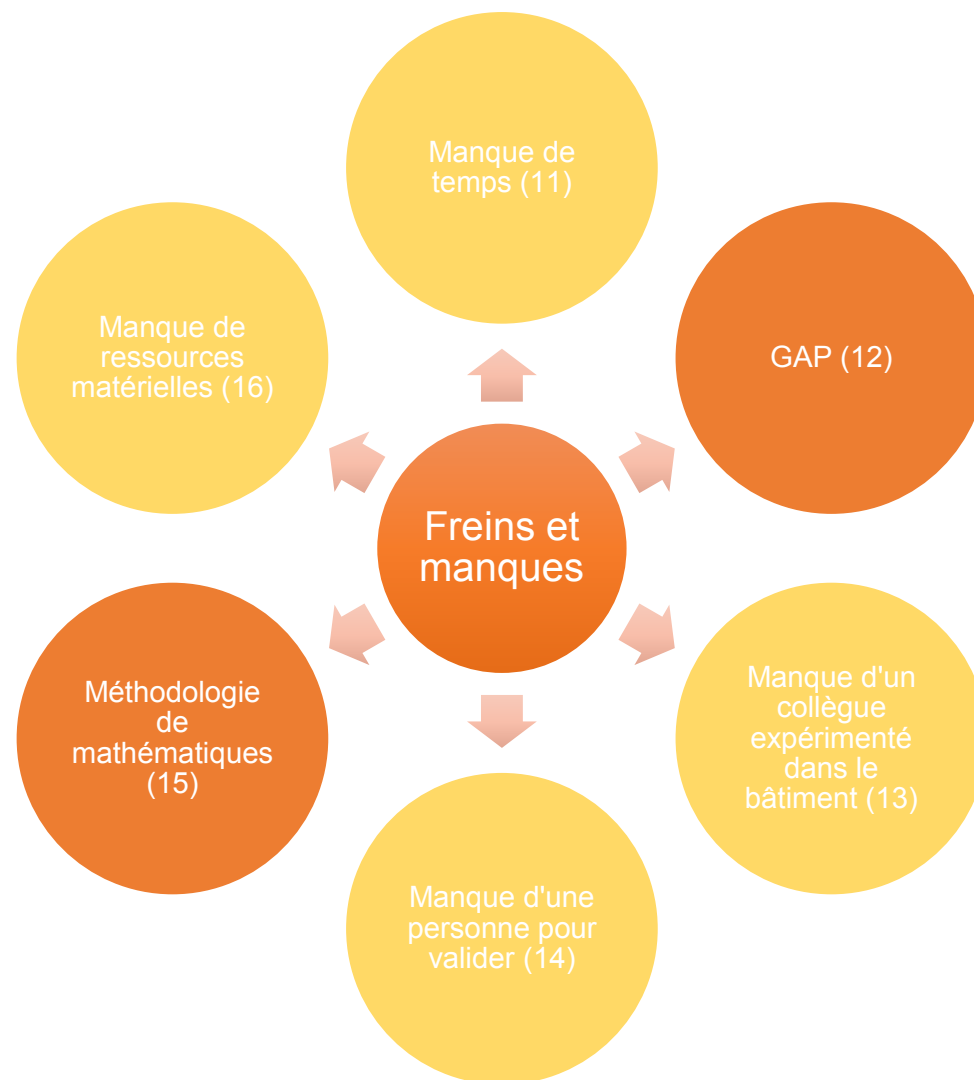 Manque de
temps (11)
GAP (12)
Manque de
ressources
matérielles (16)
Freins et
manques
Méthodologie
de
mathématiques
(15)
Manque d'un
collègue
expérimenté
dans le
bâtiment (13)
Manque d'une
personne pour
valider (14)